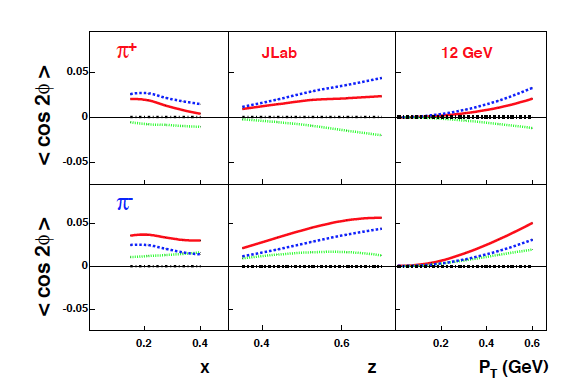 π+ JLab 12 GeV
< cos 2ϕ >
0.05
0
-0.05
π-
< cos 2ϕ >
0.05
0
-0.05
0.2 0.4 0.4 0.6 0.2 0.4 0.6
x z PT (GeV)